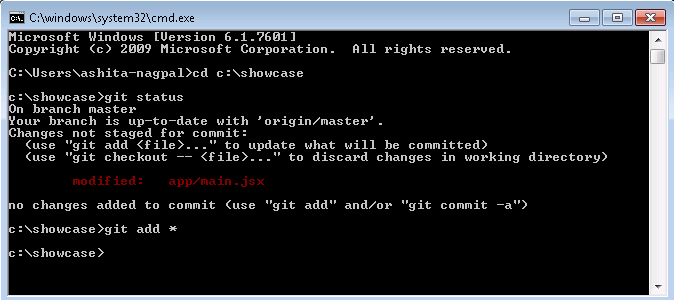 C:\windows\system32\cmd.exe
Microsoft Windows [Version 6.1.7601]
Copyright (c) 2009 Microsoft Corporation.  All rights reserved.
C:\Users\ashita-nagpal>cd c:\showcase
c:\showcase>git status
On branch master
Your branch is up-to-date with 'origin/master'.
Changes not staged for commit:
  (use "git add <file>..." to update what will be committed)
  (use "git checkout -- <file>..." to discard changes in working directory)
        modified:   app/main.jsx
no changes added to commit (use "git add" and/or "git commit -a")
c:\showcase>git add *
c:\showcase>